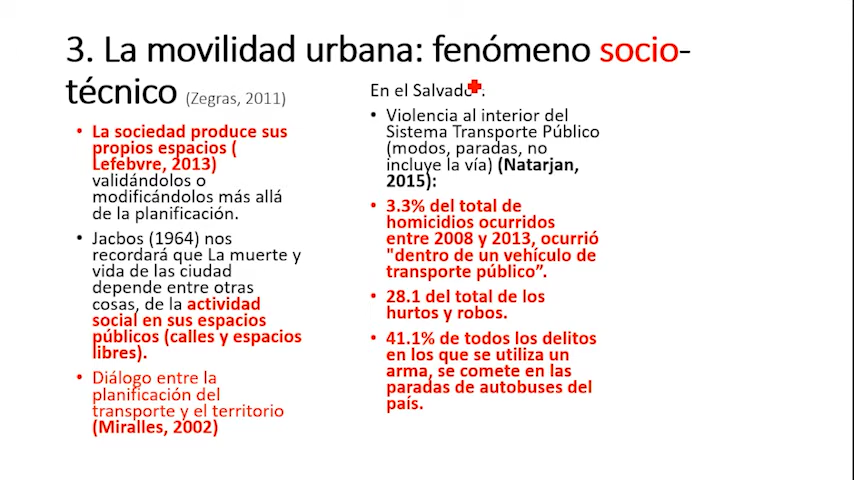 3. La movilidad urbana: fenómeno socio-
técnico (Zegras, 2011)
• La sociedad produce sus
propios espacios (
Lefebvre, 2013)
validándolos o
modificándolos más allá
de la planificación.
• Jacbos (1964) nos
recordará que La muerte y
vida de las ciudad
depende entre otras
cosas, de la actividad
social en sus espacios
públicos (calles y espacios
libres).
• Diálogo entre la
planificación del
transporte y el territorio
(Miralles, 2002)
En el Salvador:
• Violencia al interior del
Sistema Transporte Público
(modos, paradas, no
incluye la vía) (Natarjan,
2015):
• 3.3% del total de
homicidios ocurridos
entre 2008 y 2013, ocurrió
"dentro de un vehículo de
transporte público”.
• 28.1 del total de los
hurtos y robos.
• 41.1% de todos los delitos
en los que se utiliza un
arma, se comete en las
paradas de autobuses del
país.